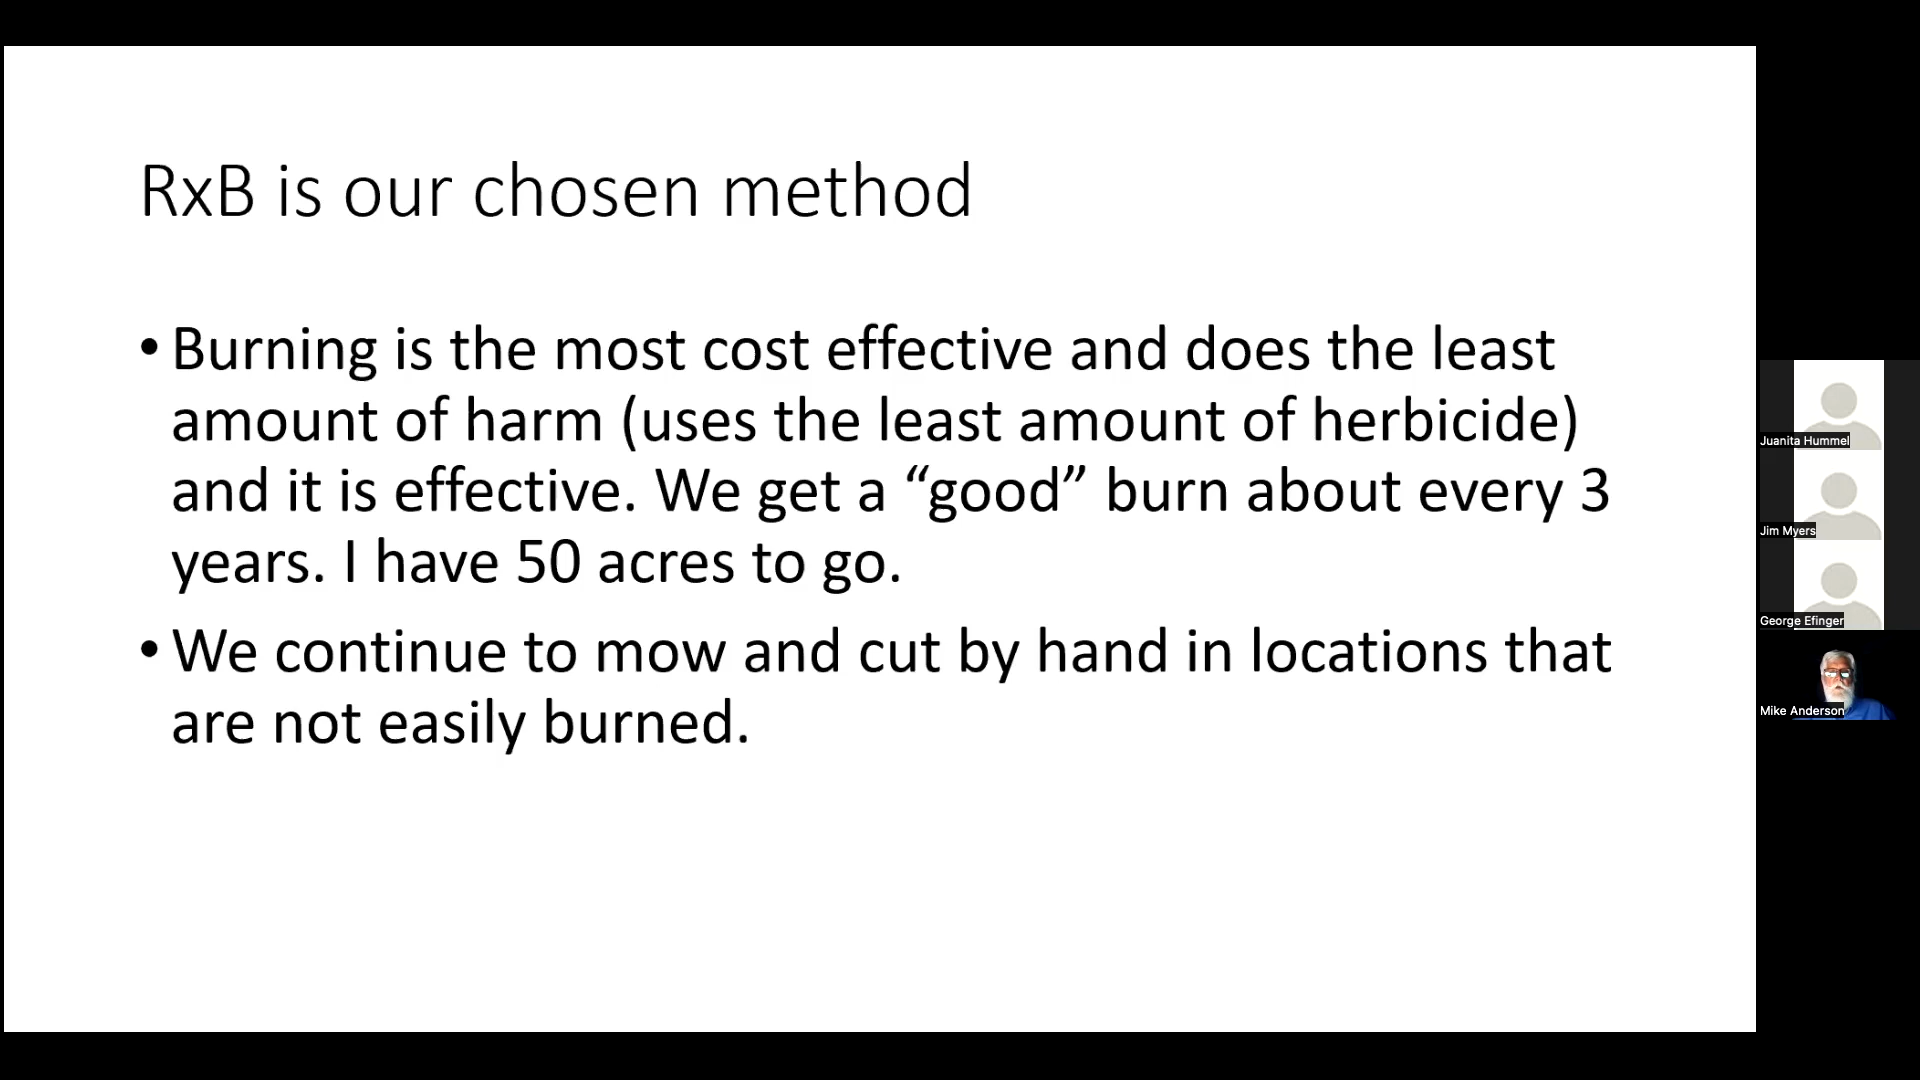 RxB is our chosen method
• Burning is the most cost effective and does the least
amount of harm (uses the least amount of herbicide)
and it is effective. We get a “good” burn about every 3
years. I have 50 acres to go.
• We continue to mow and cut by hand in locations that
are not easily burned.
Juanita Hummel
Jim Myers
George Efinger
Mike Anderson